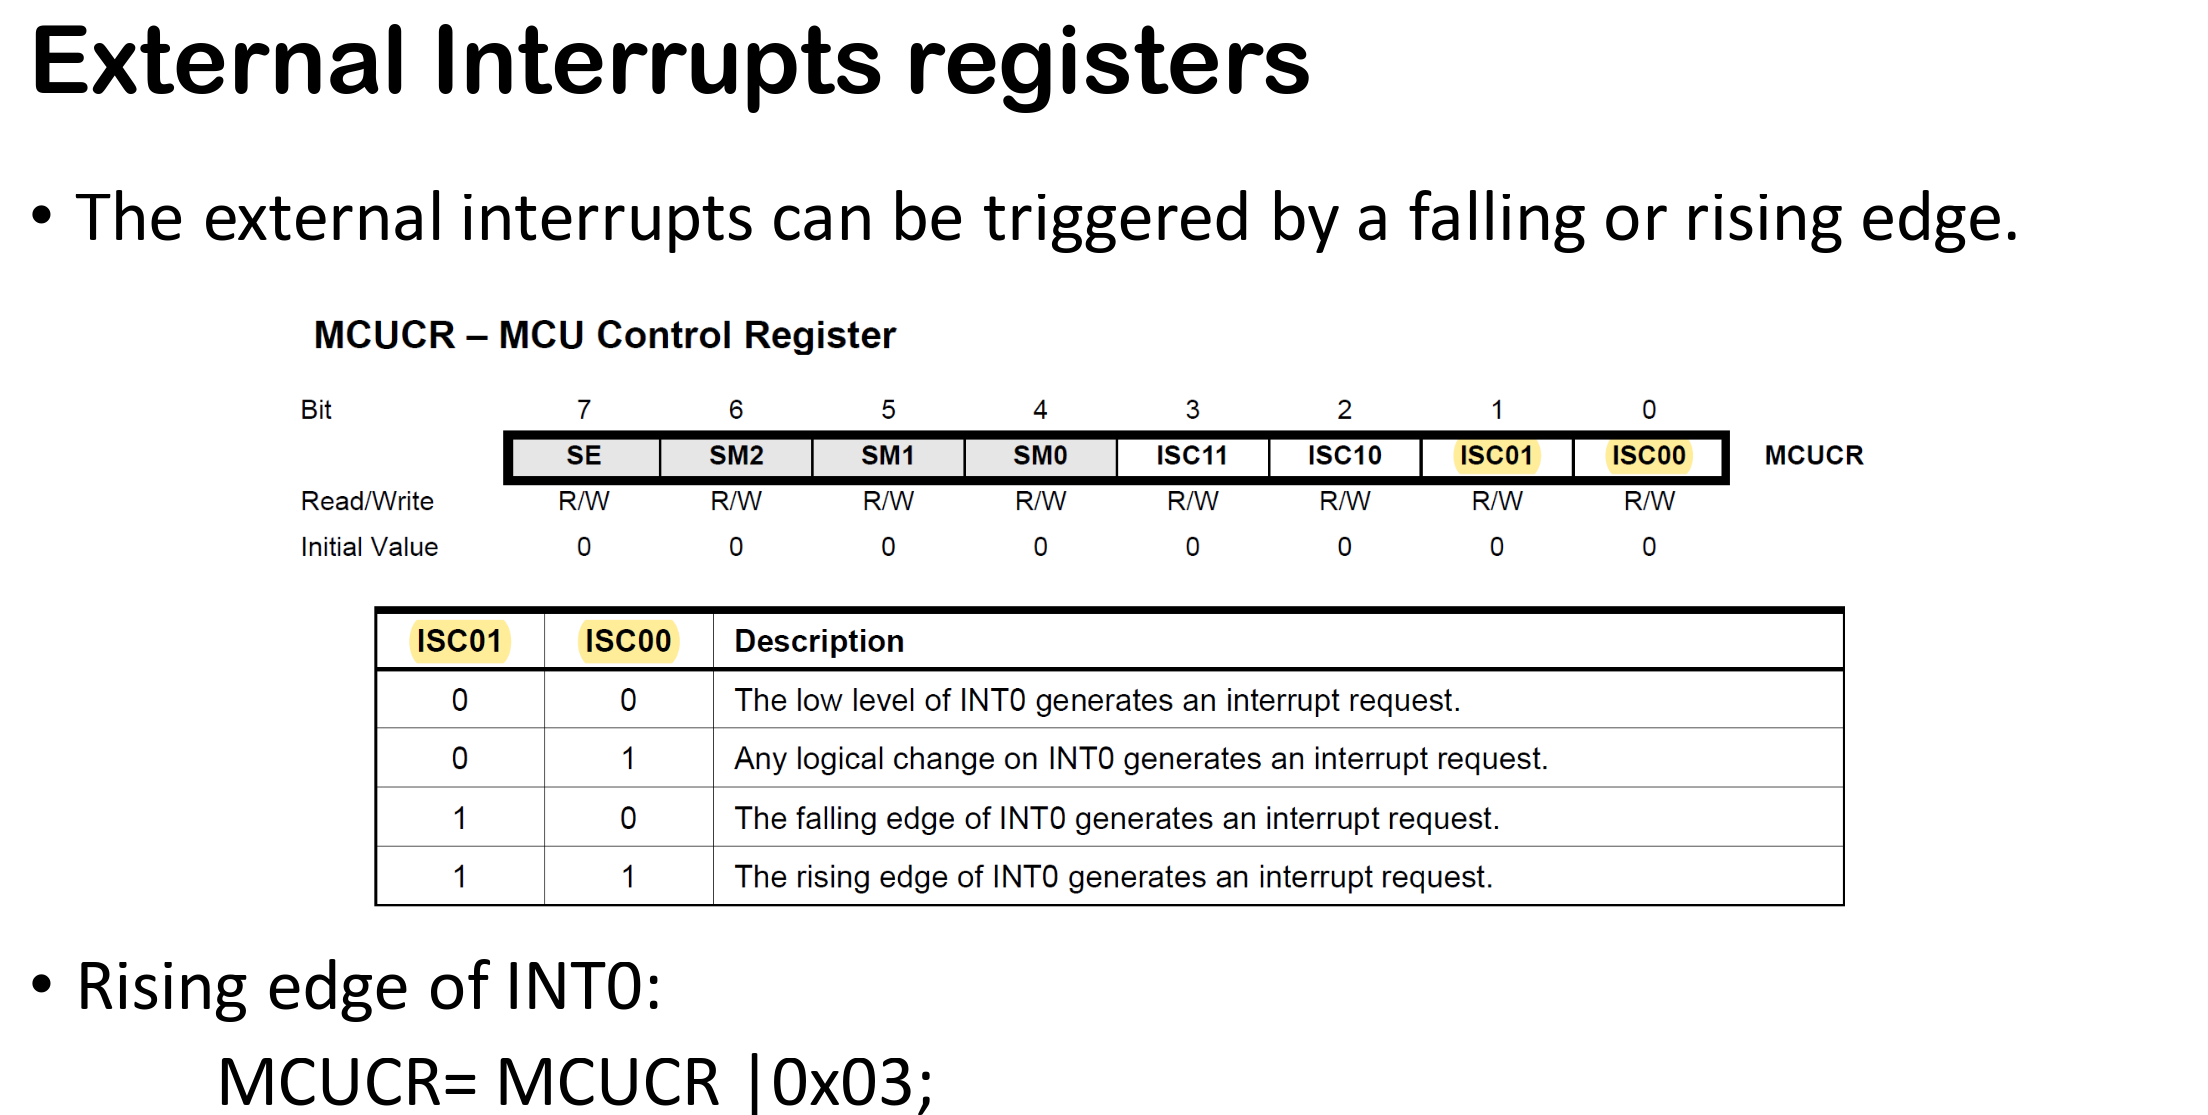 External Interrupts registers
• The external interrupts can be triggered by a falling or rising edge.
MCUCR – MCU Control Register
Bit 7 6 5 4 3 2 1 0
SE SM2 SM1 SM0 ISC11 ISC10 ISC01 ISC00 MCUCR
Read/Write R/W R/W R/W R/W R/W R/W R/W R/W
Initial Value 0 0 0 0 0 0 0 0
ISC01 ISC00 Description
0 0 The low level of INT0 generates an interrupt request.
0 1 Any logical change on INT0 generates an interrupt request.
1 0 The falling edge of INT0 generates an interrupt request.
1 1 The rising edge of INT0 generates an interrupt request.
• Rising edge of INT0:
MCUCR= MCUCR |0x03;